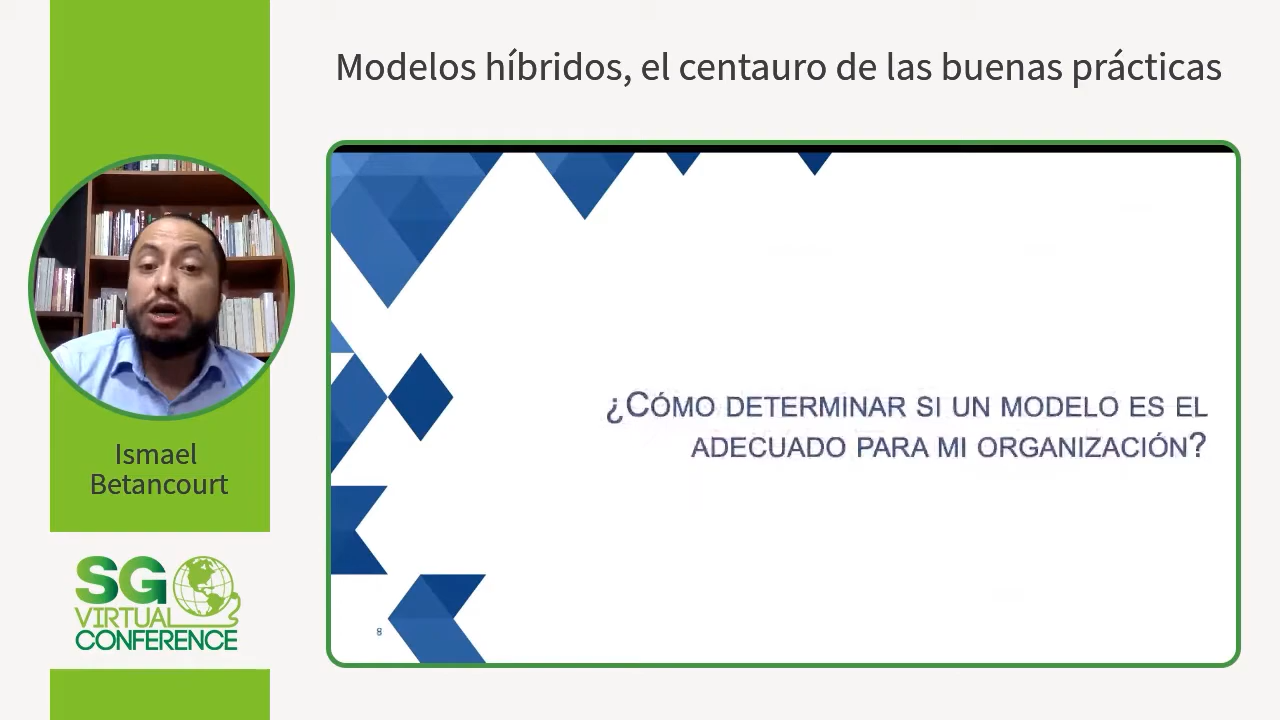 Modelos híbridos, el centauro de las buenas prácticas
¿CÓMO DETERMINAR SI UN MODELO ES EL
ADECUADO PARA MI ORGANIZACIÓN?
8
Ismael
Betancourt
SG
VIRTUAL
CONFERENCE